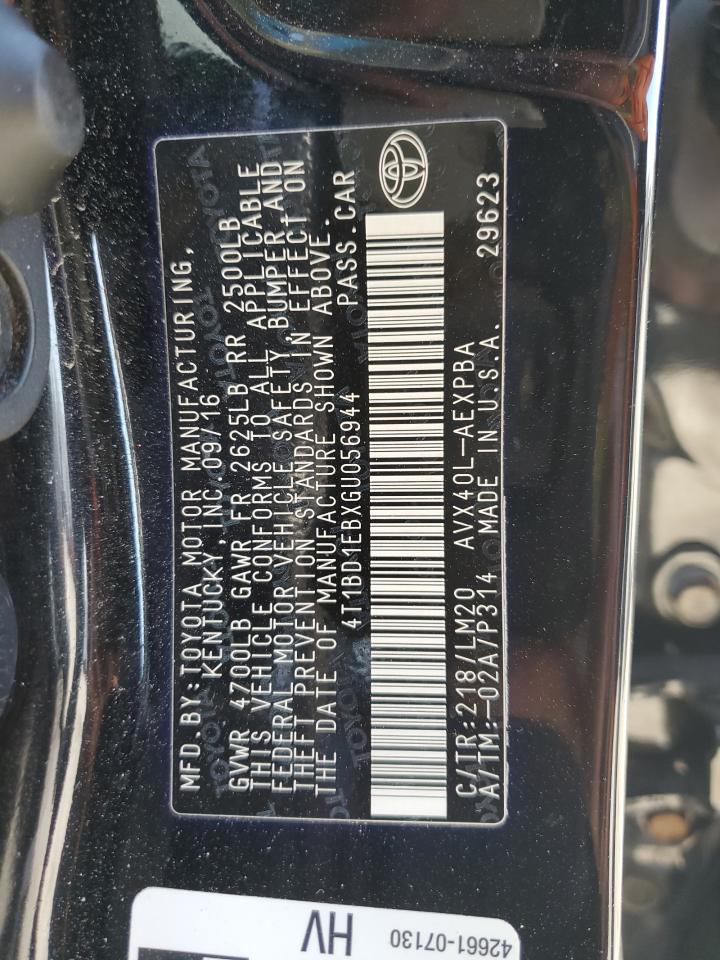 MFD.BY:TOYOTA MOTOR MANUFACTURING,
KENTUCKY, INC.09/16
GVWR 4700LB GAWR FR 2625LB RR 2500LB
THIS VEHICLE CONFORMS TO ALL APPLICABLE
FEDERAL MOTOR VEHICLE SAFETY,BUMPER,AND
THEFT PREVENTION STANDARDS IN EFFECT ON
THE DATE OF MANUFACTURE SHOWN ABOVE.
4T1BD1EBXGU056944 PASS.CAR
C/TR:218/LM20 AVX40L-AEXPBA
A/TM:-02A/P314 MADE IN U.S.A. 29623
HV
42661-07130